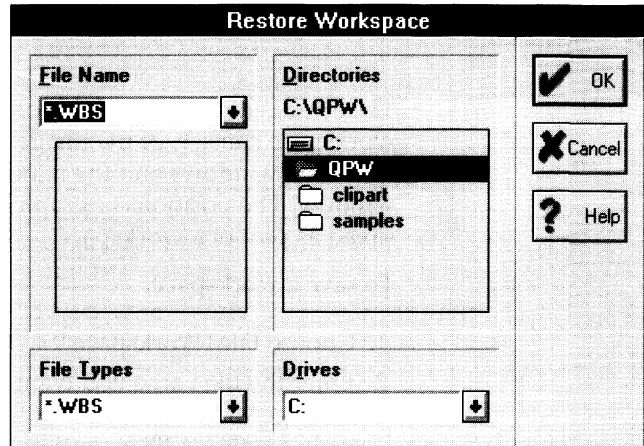 Restore Workspace
File Name
*.WBS
Directories
C:\QPW\
C:
QPW
clipart
samples
OK
Cancel
Help
File Types
*.WBS
Drives
C: